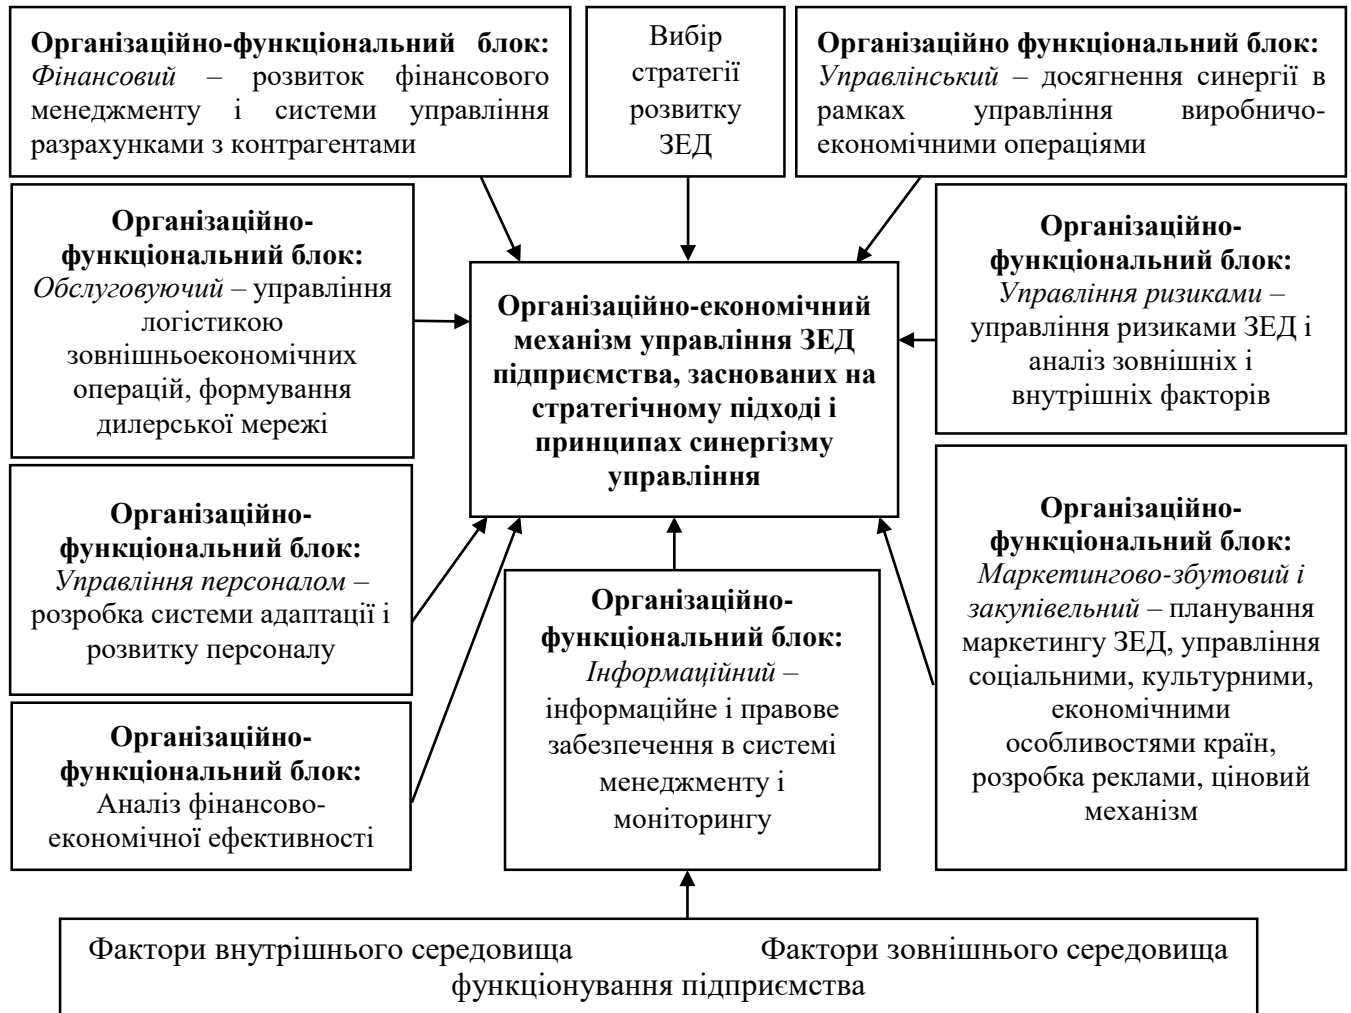 Організаційно-функціональний блок:
Фінансовий – розвиток фінансового
менеджменту і системи управління
разрахунками з контрагентами
Вибір
стратегії
розвитку
ЗЕД
Організаційно функціональний блок:
Управлінський – досягнення синергії в
рамках управління виробничо-
економічними операціями
Організаційно-
функціональний блок:
Обслуговуючий – управління
логістикою
зовнішньоекономічних
операцій, формування
дилерської мережі
Організаційно-економічний
механізм управління ЗЕД
підприємства, заснованих на
стратегічному підході і
принципах синергізму
управління
Організаційно-
функціональний блок:
Управління ризиками –
управління ризиками ЗЕД і
аналіз зовнішніх і
внутрішніх факторів
Організаційно-
функціональний блок:
Управління персоналом –
розробка системи адаптації і
розвитку персоналу
Організаційно-
функціональний блок:
Аналіз фінансово-
економічної ефективності
Організаційно-
функціональний блок:
Інформаційний –
інформаційне і правове
забезпечення в системі
менеджменту і
моніторингу
Організаційно-
функціональний блок:
Маркетингово-збутовий і
закупівельний – планування
маркетингу ЗЕД, управління
соціальними, культурними,
економічними
особливостями країн,
розробка реклами, ціновий
механізм
Фактори внутрішнього середовища Фактори зовнішнього середовища
функціонування підприємства